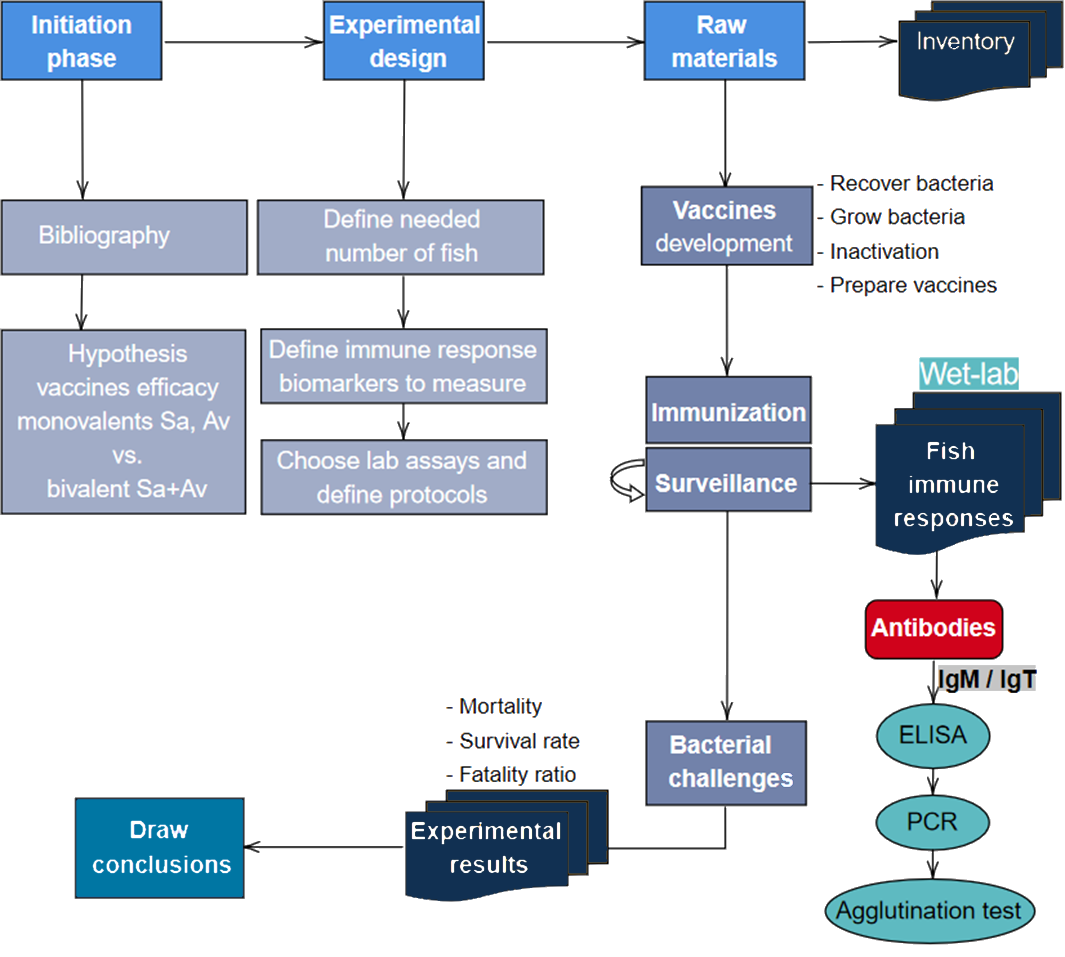 Initiation
phase
Experimental
design
Raw
materials
Inventory
Bibliography
Hypothesis
vaccines efficacy
monovalents Sa, Av
vs.
bivalent Sa+Av
Define needed
number of fish
Define immune response
biomarkers to measure
Choose lab assays and
define protocols
Vaccines
development
- Recover bacteria
- Grow bacteria
- Inactivation
- Prepare vaccines
Immunization
Surveillance
Wet-lab
Fish
immune
responses
Antibodies
IgM / IgT
ELISA
PCR
Agglutination test
Bacterial
challenges
- Mortality
- Survival rate
- Fatality ratio
Experimental
results
Draw
conclusions